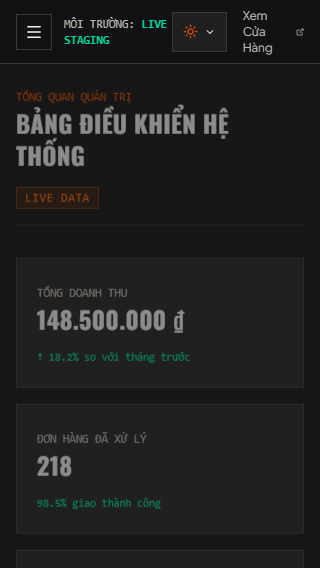 MÔI TRƯỜNG: LIVE
STAGING
Xem
Cửa
Hàng
TỔNG QUAN QUẢN TRỊ
BẢNG ĐIỀU KHIỂN HỆ
THỐNG
LIVE DATA
TỔNG DOANH THU
148.500.000 ₫
↑ 18.2% so với tháng trước
ĐƠN HÀNG ĐÃ XỬ LÝ
218
98.5% giao thành công